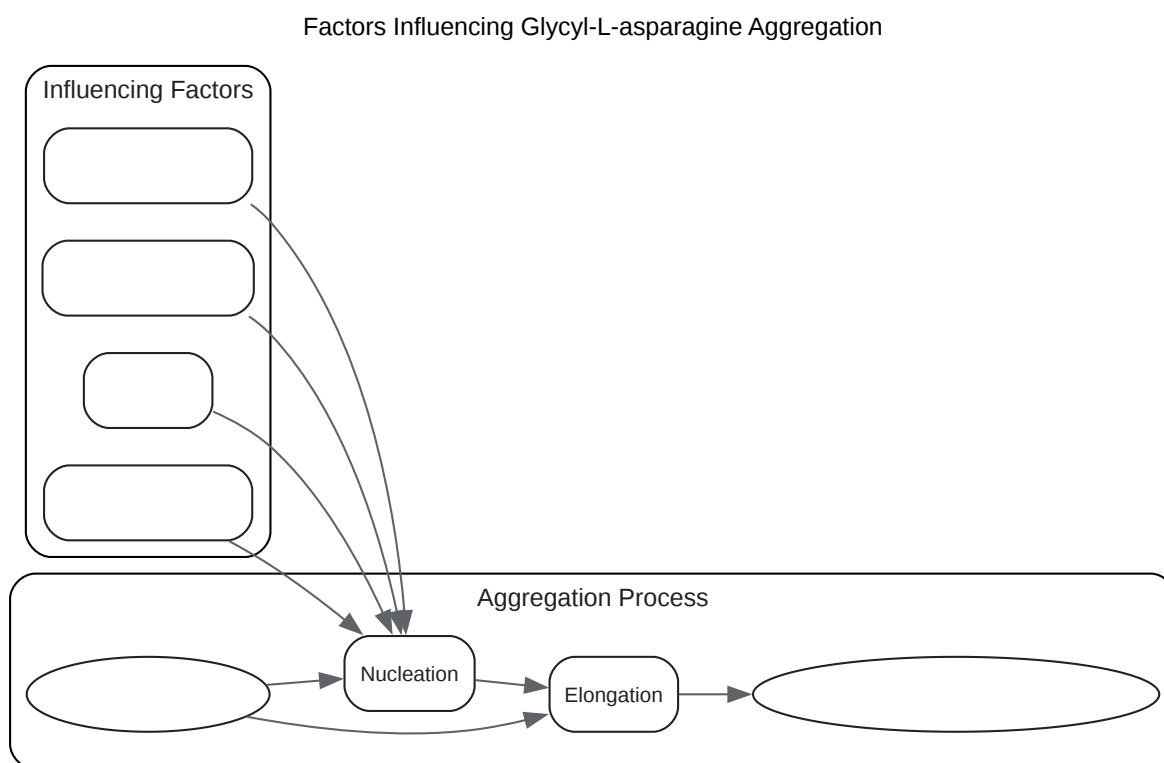 Factors Influencing Glycyl-L-asparagine Aggregation
Influencing Factors
Aggregation Process
Nucleation
Elongation